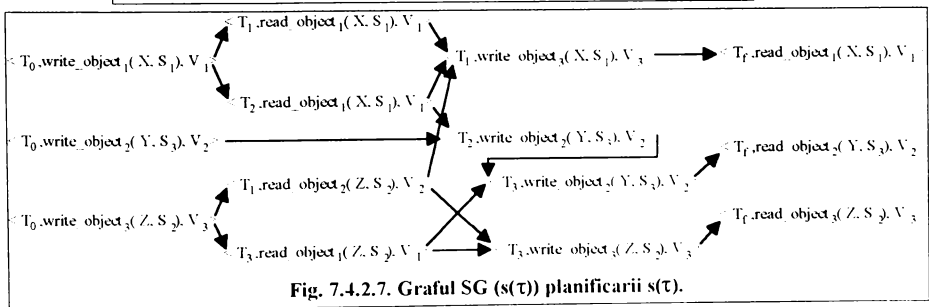 T₁.read_object₁( X. S₁). V₁
T₀.write_object₁( X. S₁). V₁
T₁.write_object₃( X. S₁). V₃
T_f.read_object₁( X. S₁). V₁
T₂.read_object₁( X. S₁). V₁
T₀.write_object₂( Y. S₃). V₂
T₂.write_object₂( Y. S₃). V₂
T_f.read_object₂( Y. S₃). V₂
T₁.read_object₂( Z. S₂). V₂
T₃.write_object₂( Y. S₃). V₂
T₀.write_object₃( Z. S₂). V₃
T_f.read_object₃( Z. S₂). V₃
T₃.read_object₁( Z. S₂). V₁
T₃.write_object₃( Z. S₂). V₃
Fig. 7.4.2.7. Graful SG (s(τ)) planificarii s(τ).